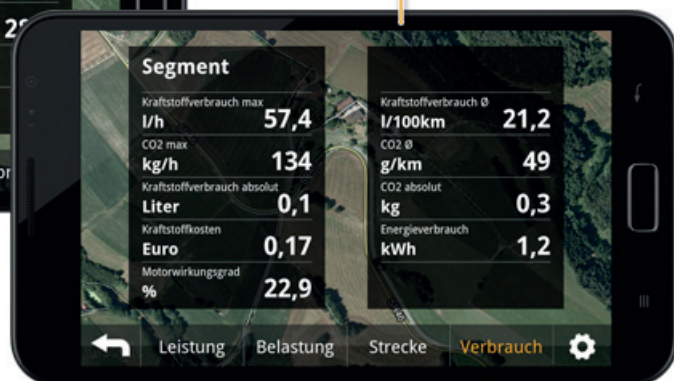 Segment
Kraftstoffverbrauch max
l/h 57,4
CO2 max
kg/h 134
Kraftstoffverbrauch absolut
Liter 0,1
Kraftstoffkosten
Euro 0,17
Motorwirkungsgrad
% 22,9
Kraftstoffverbrauch Ø
l/100km 21,2
CO2 Ø
g/km 49
CO2 absolut
kg 0,3
Energieverbrauch
kWh 1,2
Leistung Belastung Strecke Verbrauch